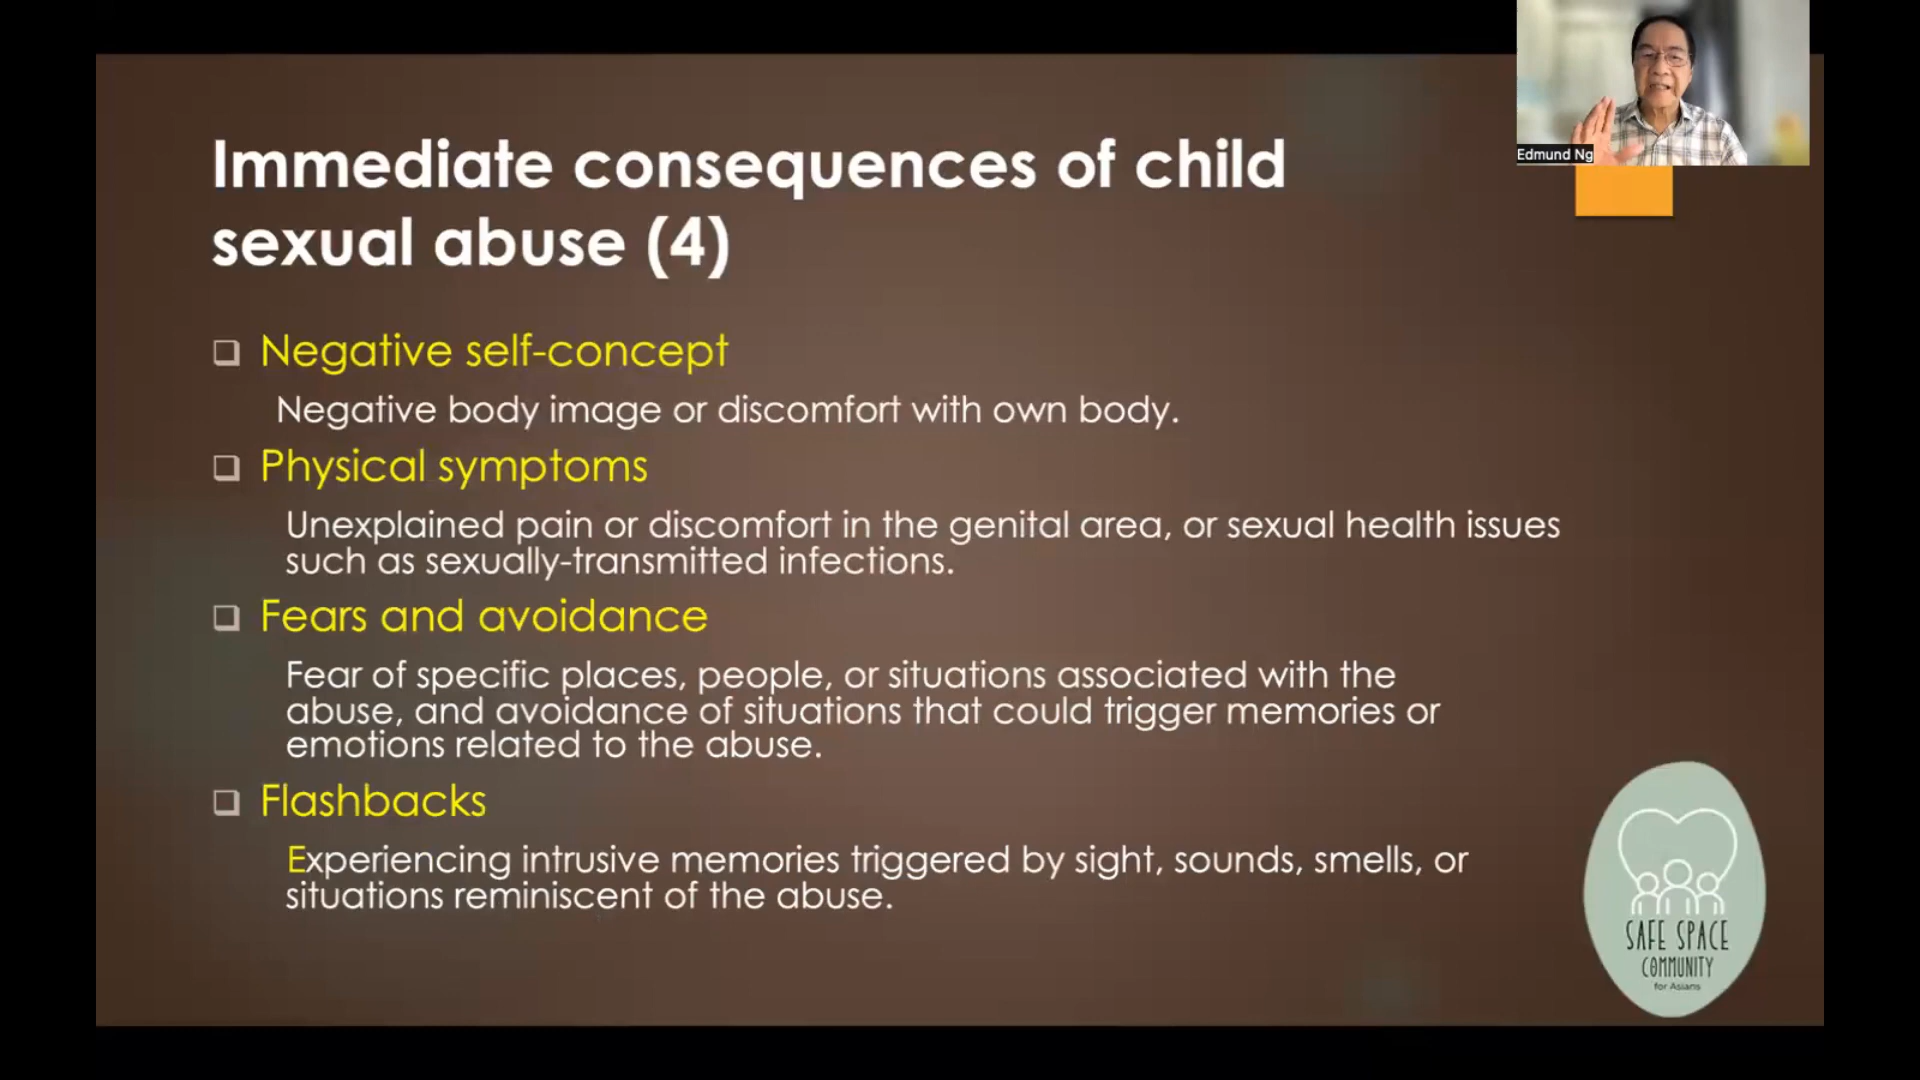 Edmund Ng
Immediate consequences of child
sexual abuse (4)
Negative self-concept
Negative body image or discomfort with own body.
Physical symptoms
Unexplained pain or discomfort in the genital area, or sexual health issues
such as sexually-transmitted infections.
Fears and avoidance
Fear of specific places, people, or situations associated with the
abuse, and avoidance of situations that could trigger memories or
emotions related to the abuse.
Flashbacks
Experiencing intrusive memories triggered by sight, sounds, smells, or
situations reminiscent of the abuse.
SAFE SPACE
COMMUNITY
for Asians